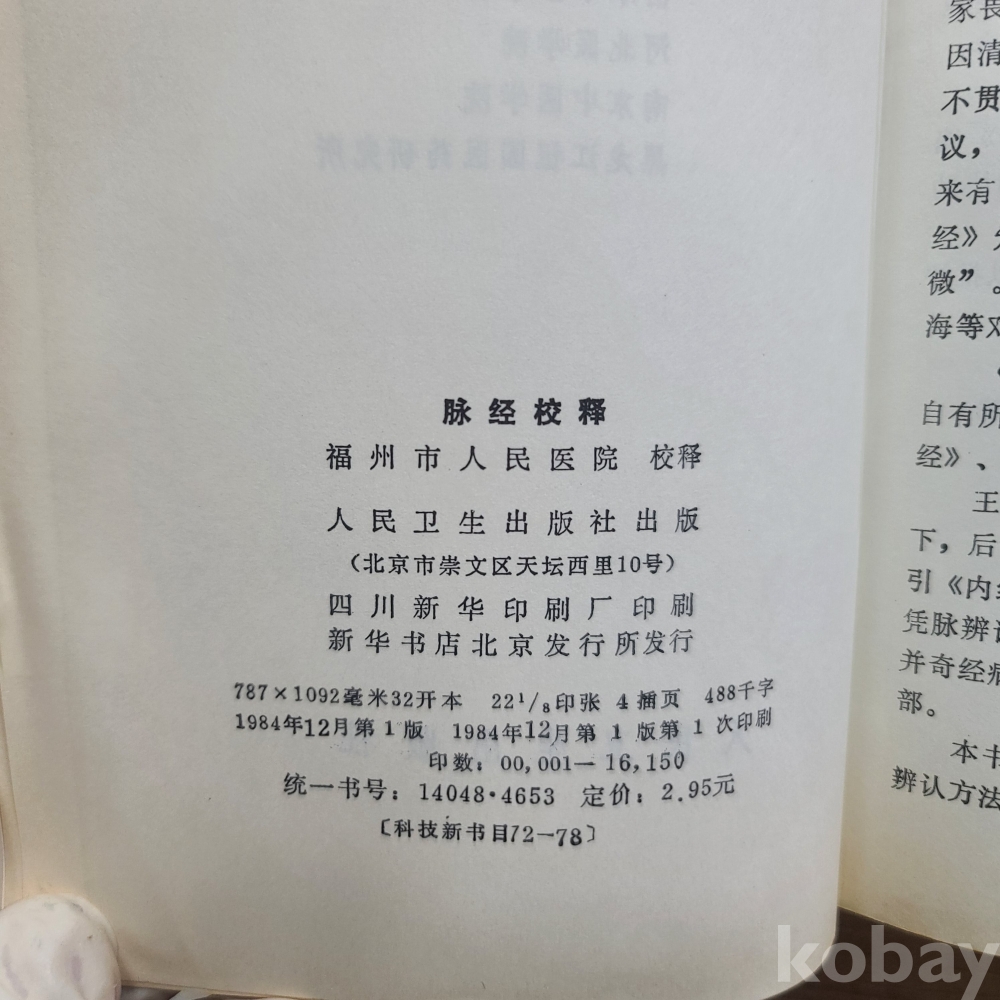 脉经校释
福州市人民医院 校释
人民卫生出版社出版
（北京市崇文区天坛西里10号）
四川新华印刷厂印刷
新华书店北京发行所发行
787×1092毫米32开本 22 1/8印张 4插页 488千字
1984年12月第1版 1984年12月第1版第1次印刷
印数：00,001—16,150
统一书号：14048·4653 定价：2.95元
〔科技新书目72—78〕
因清
不贯
议，
来有
经》
微”。
海等
自有所
经》、
王
下，后
引《内
凭脉辨
并奇经病
部。
本书
辨认方法
kobay